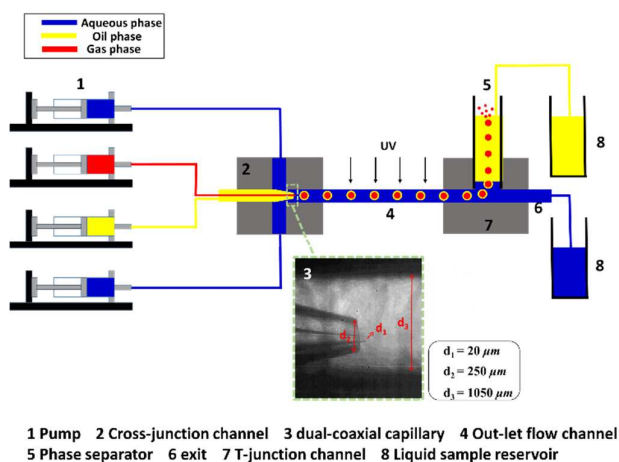 Aqueous phase
Oil phase
Gas phase
1
2
UV
5
8
4
6
7
8
3
d₂
d₁
d₃
d₁ = 20 μm
d₂ = 250 μm
d₃ = 1050 μm
1 Pump 2 Cross-junction channel 3 dual-coaxial capillary 4 Out-let flow channel
5 Phase separator 6 exit 7 T-junction channel 8 Liquid sample reservoir